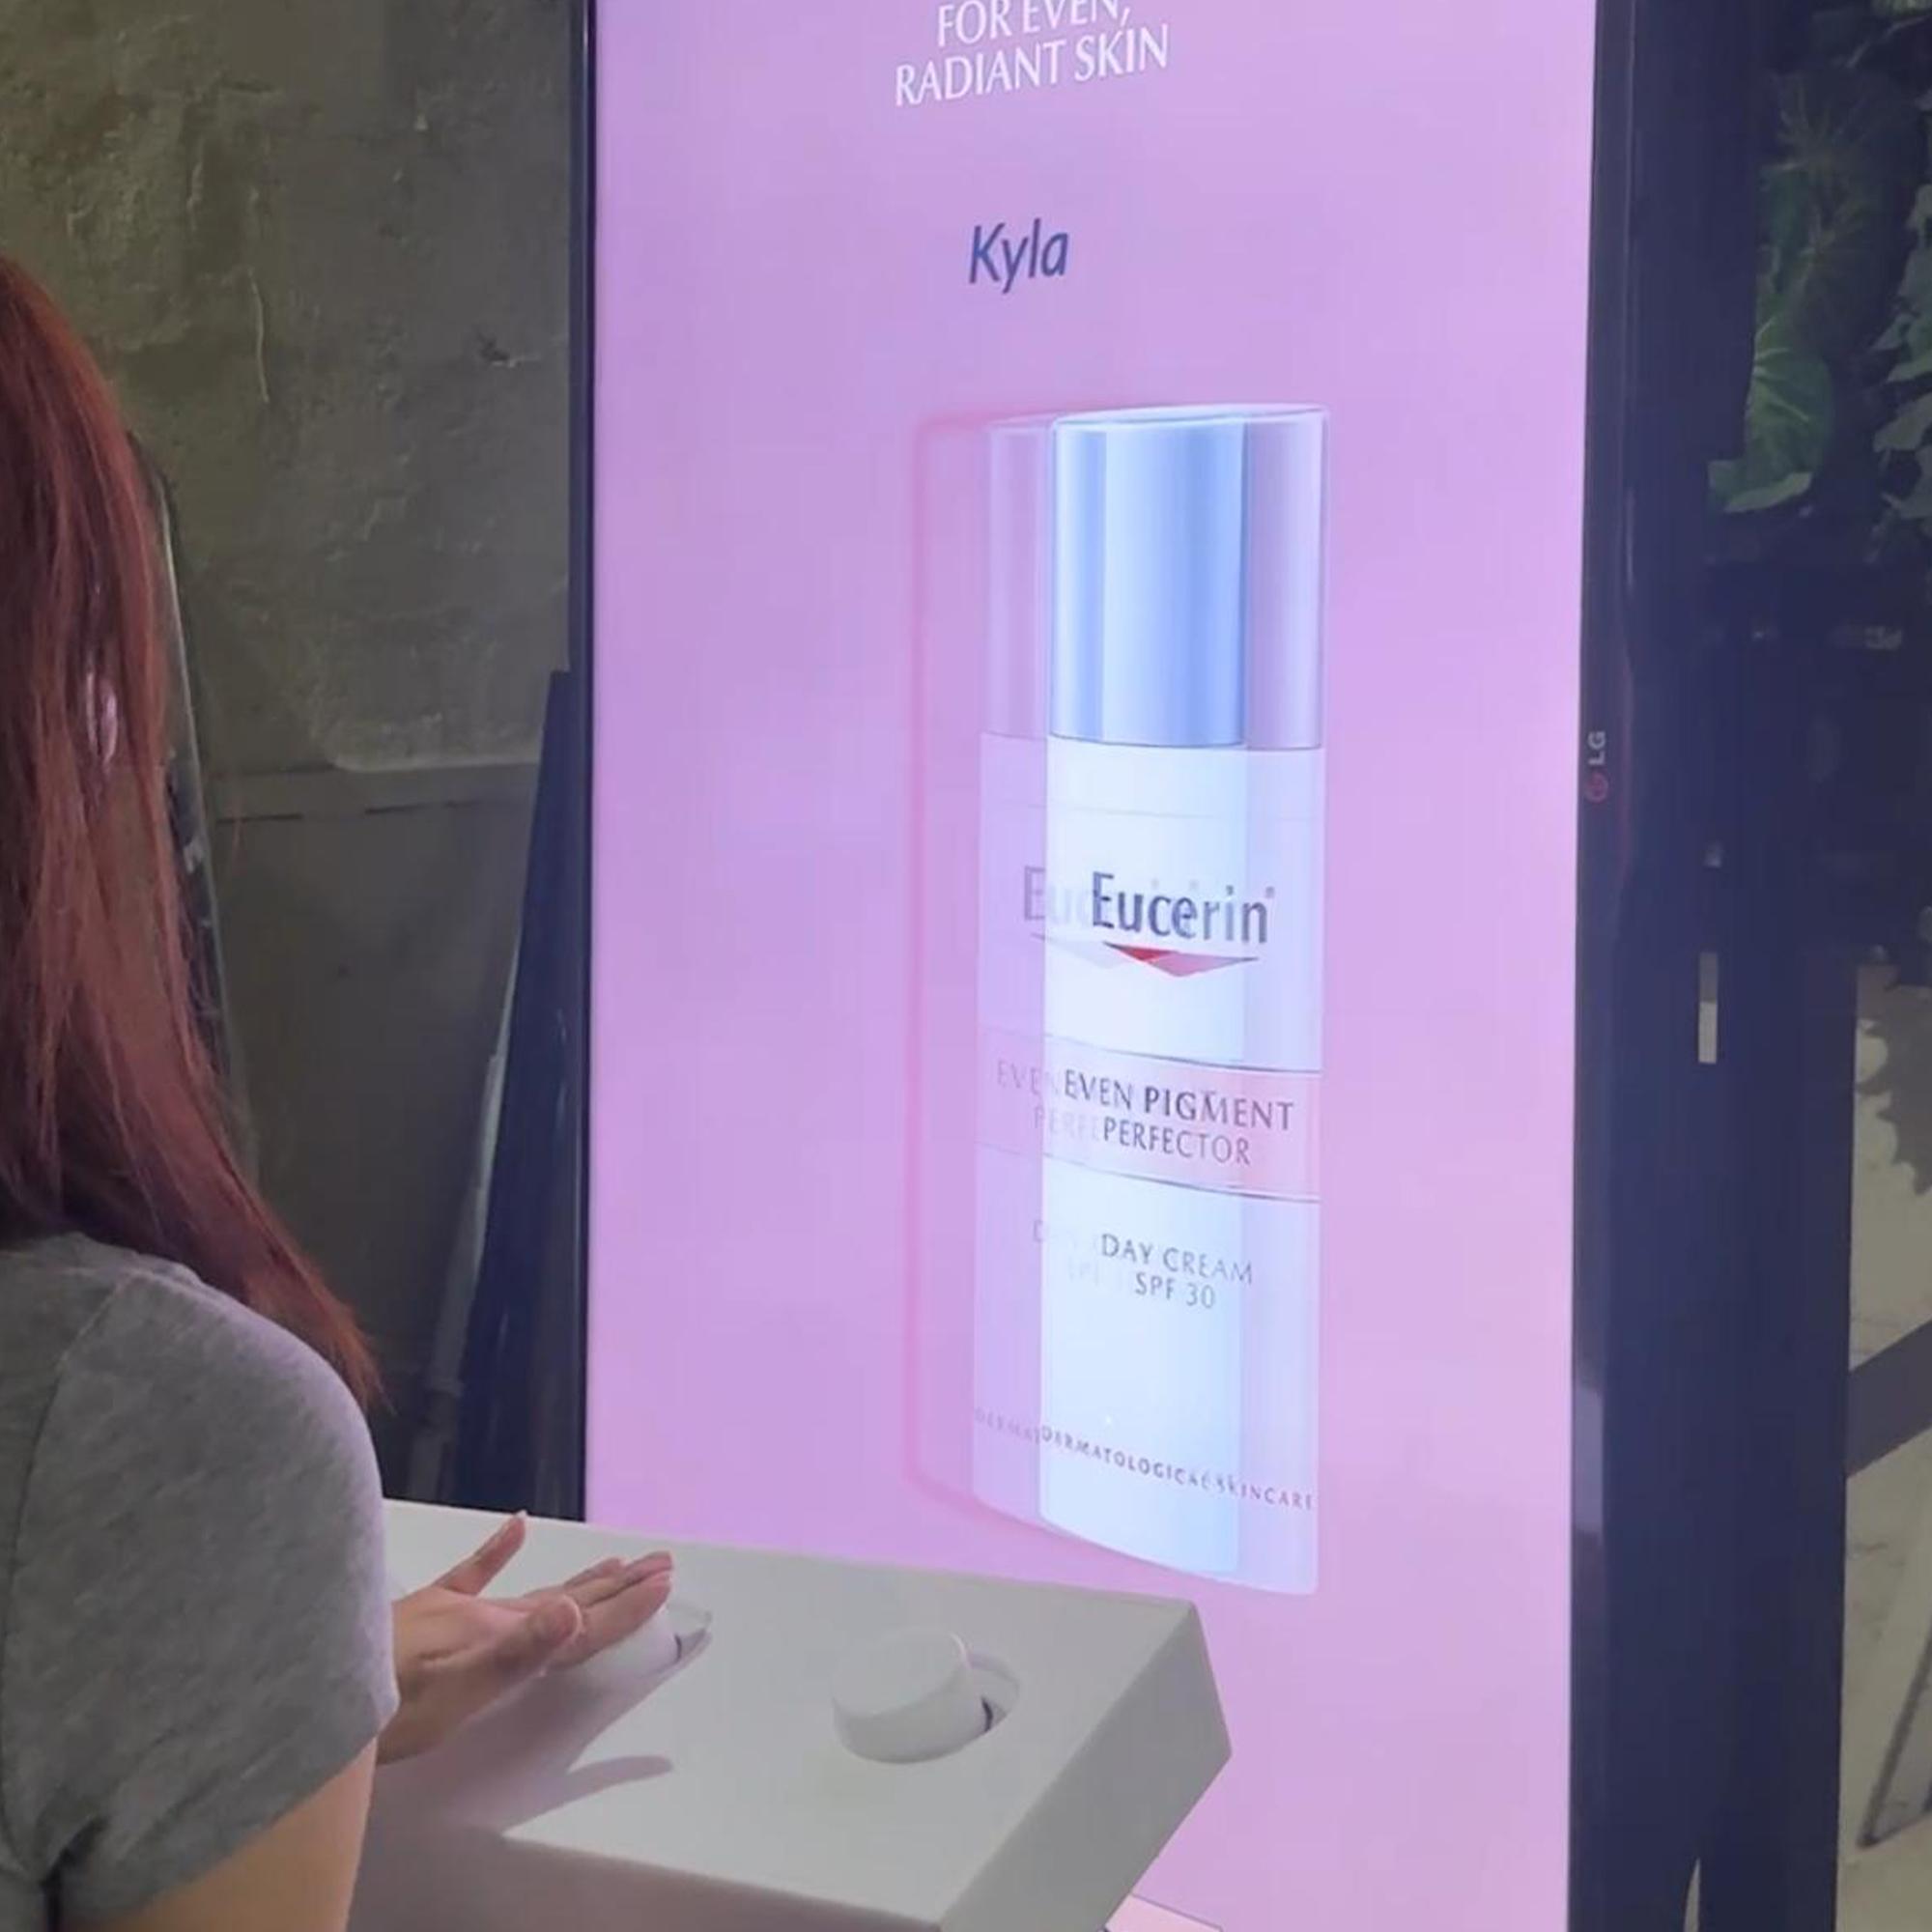 FOR EVEN,
RADIANT SKIN
Kyla
Eucerin®
EVEN PIGMENT
PERFECTOR
DAY CREAM
SPF 30
DERMATOLOGICAL SKINCARE
LG